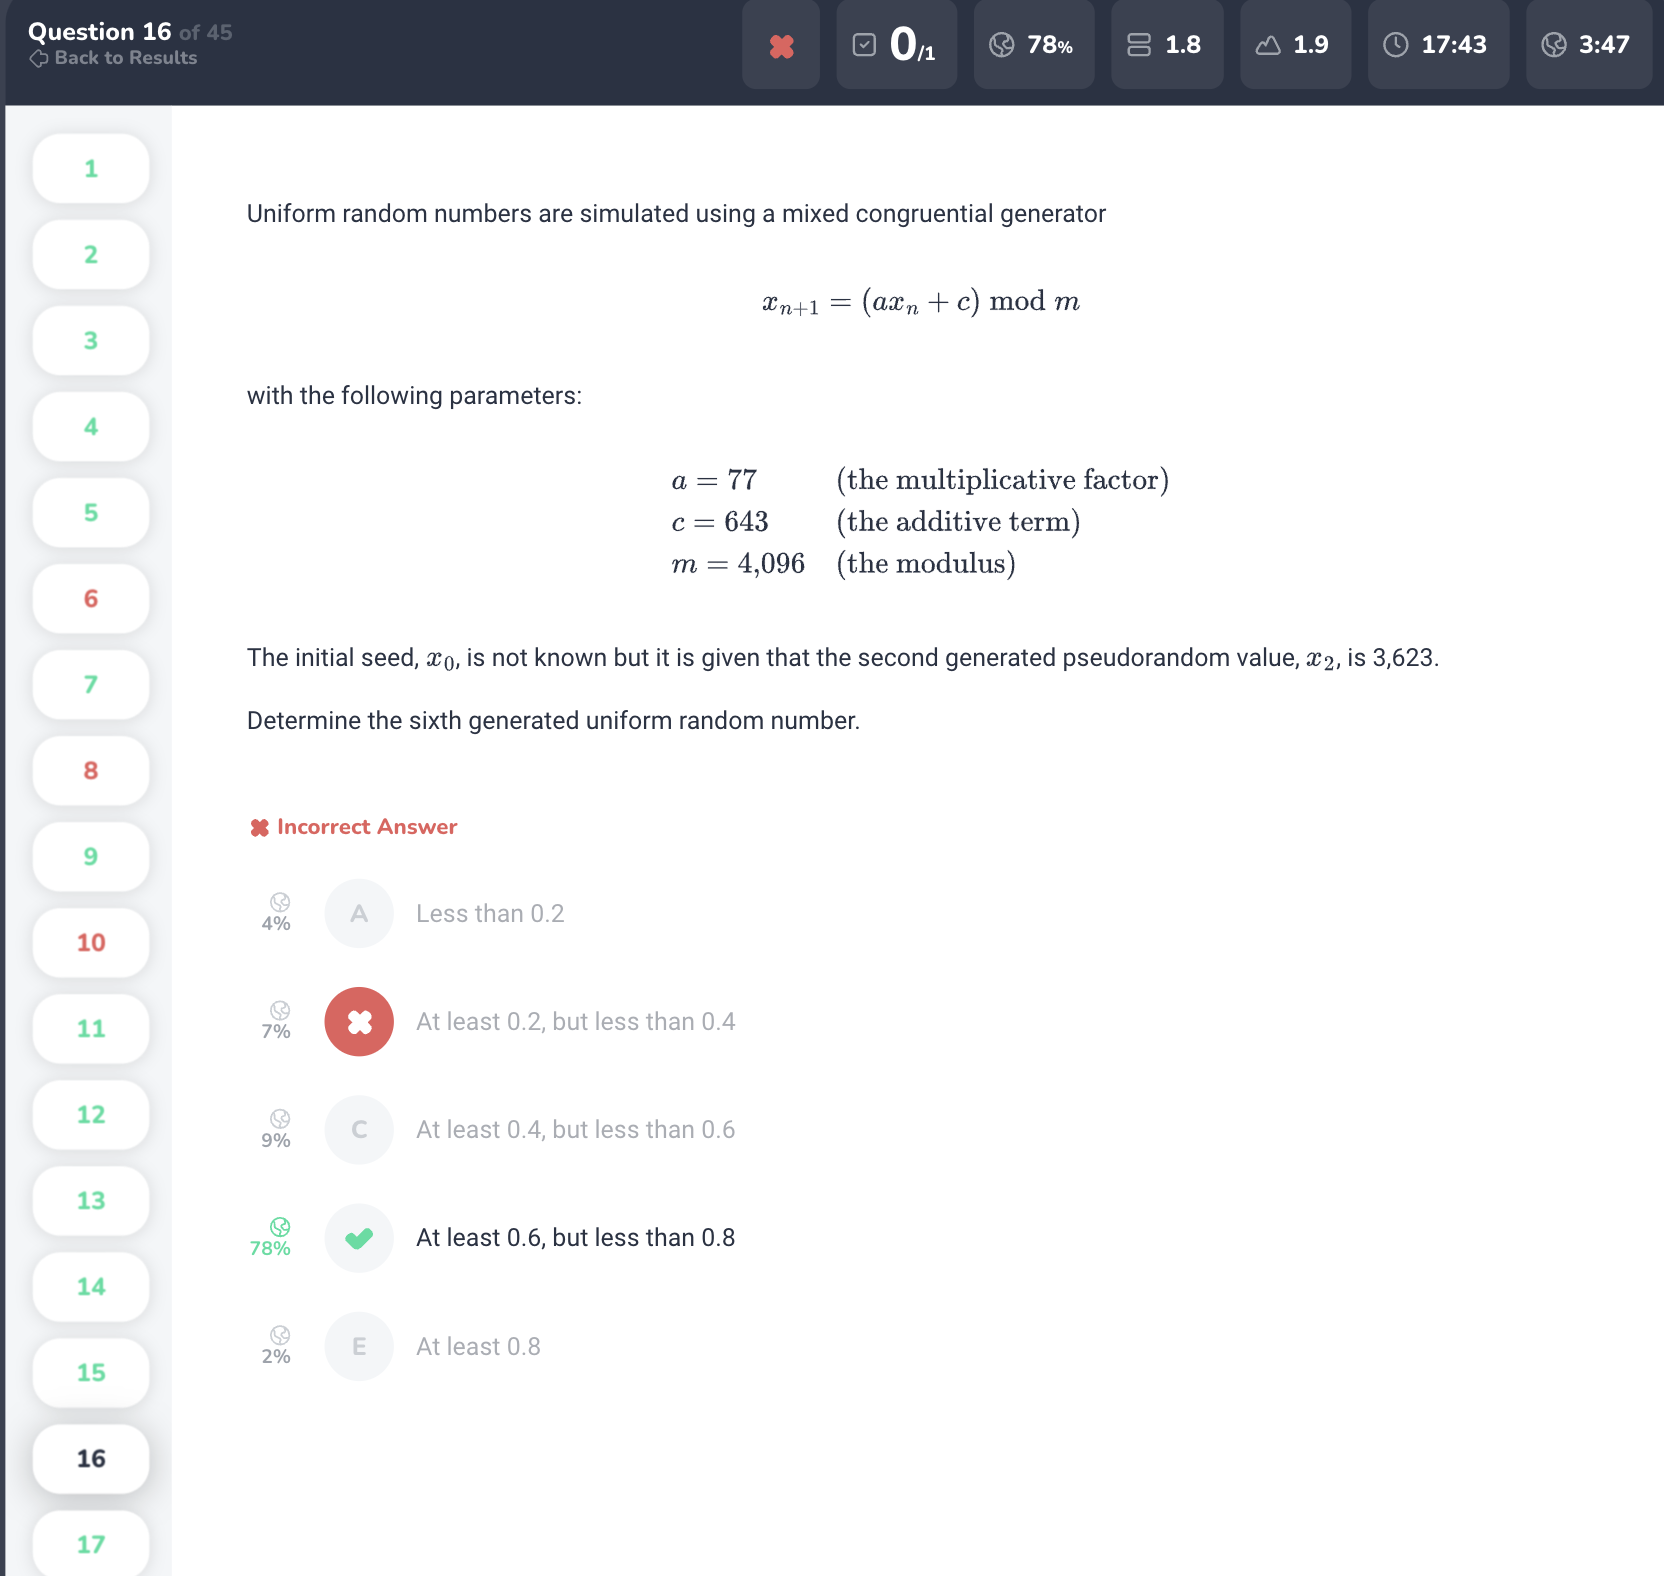 Question 16 of 45
Back to Results
0/1
78%
1.8
1.9
17:43
3:47
1
2
3
4
5
6
7
8
9
10
11
12
13
14
15
16
17
Uniform random numbers are simulated using a mixed congruential generator
xₙ₊₁ = (axₙ + c) mod m
with the following parameters:
a = 77 (the multiplicative factor)
c = 643 (the additive term)
m = 4,096 (the modulus)
The initial seed, x₀, is not known but it is given that the second generated pseudorandom value, x₂, is 3,623.
Determine the sixth generated uniform random number.
Incorrect Answer
4% A Less than 0.2
7% At least 0.2, but less than 0.4
9% C At least 0.4, but less than 0.6
78% At least 0.6, but less than 0.8
2% E At least 0.8